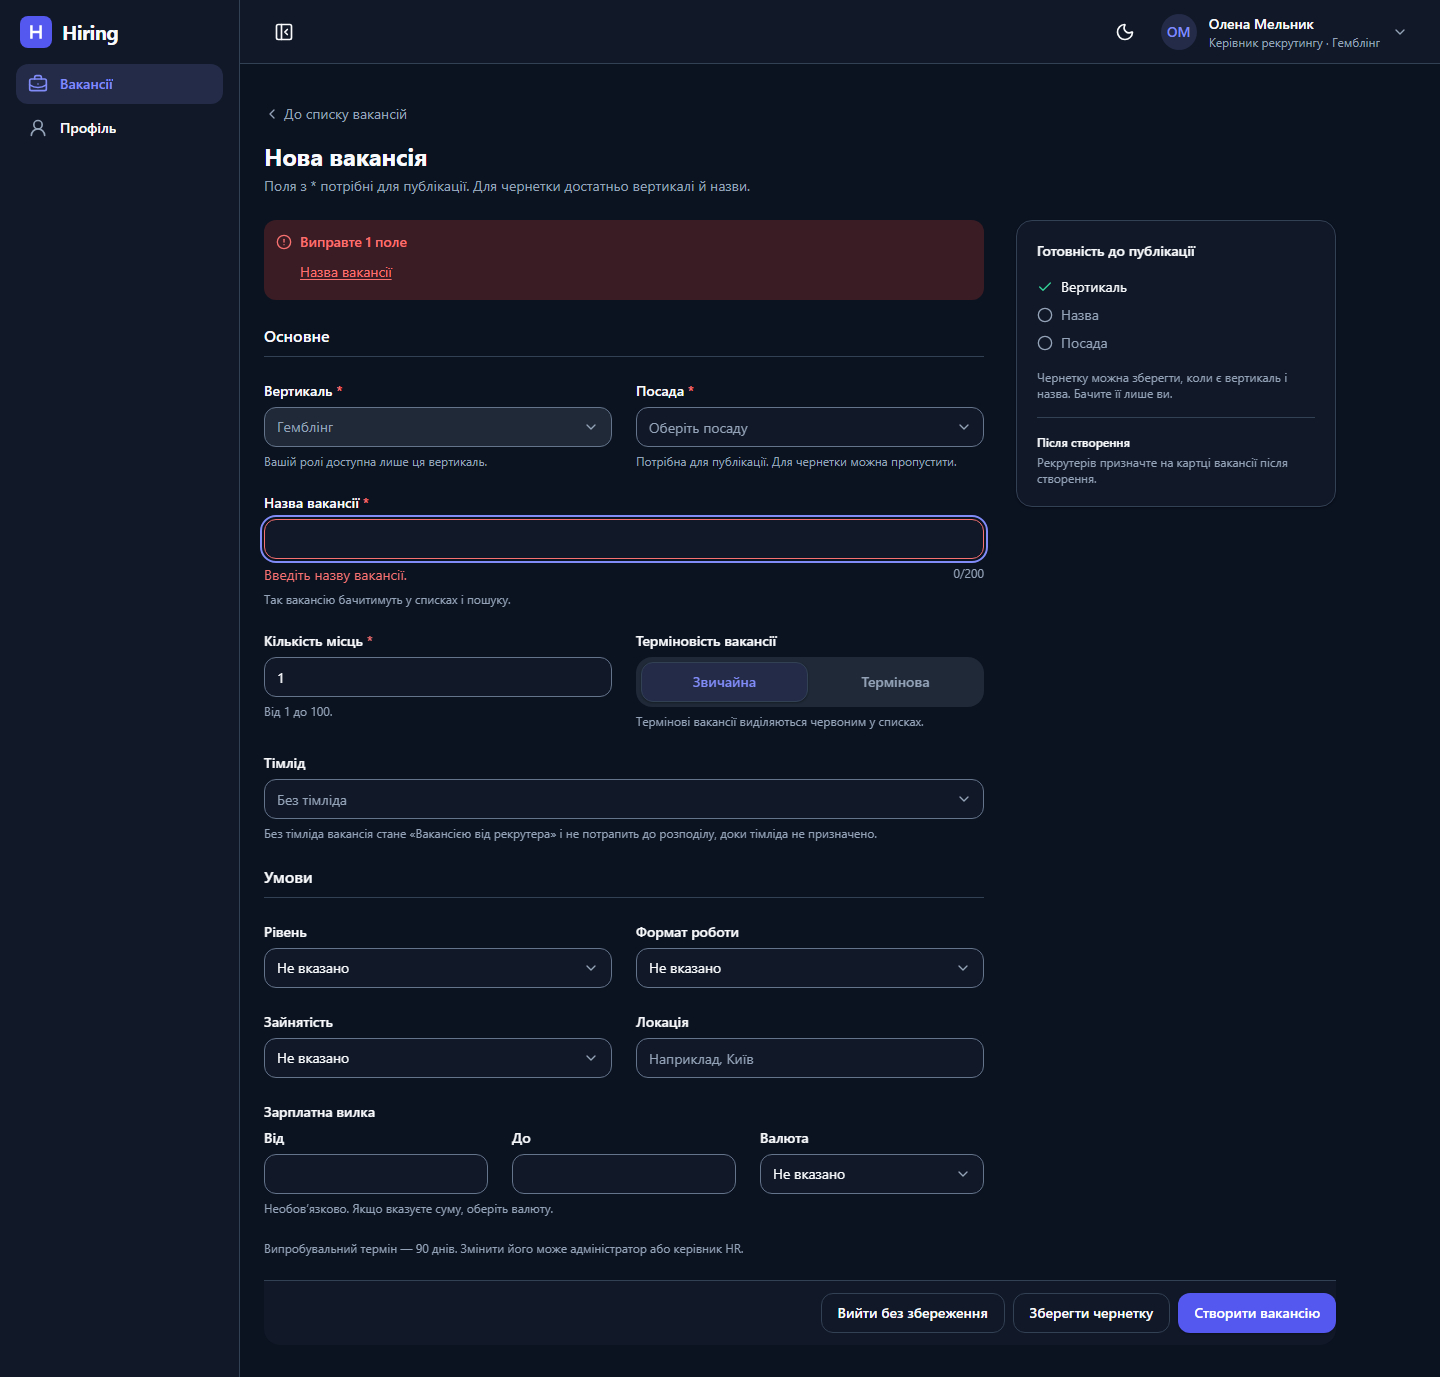 H Hiring
Вакансії
Профіль
ОМ
Олена Мельник
Керівник рекрутингу · Гемблінг
До списку вакансій
Нова вакансія
Поля з * потрібні для публікації. Для чернетки достатньо вертикалі й назви.
Виправте 1 поле
Назва вакансії
Готовність до публікації
Вертикаль
Назва
Посада
Чернетку можна зберегти, коли є вертикаль і
назва. Бачите її лише ви.
Після створення
Рекрутерів призначте на картці вакансії після
створення.
Основне
Вертикаль *
Гемблінг
Вашій ролі доступна лише ця вертикаль.
Посада *
Оберіть посаду
Потрібна для публікації. Для чернетки можна пропустити.
Назва вакансії *
Введіть назву вакансії.
0/200
Так вакансію бачитимуть у списках і пошуку.
Кількість місць *
1
Від 1 до 100.
Терміновість вакансії
Звичайна
Термінова
Термінові вакансії виділяються червоним у списках.
Тімлід
Без тімліда
Без тімліда вакансія стане «Вакансією від рекрутера» і не потрапить до розподілу, доки тімліда не призначено.
Умови
Рівень
Не вказано
Формат роботи
Не вказано
Зайнятість
Не вказано
Локація
Наприклад, Київ
Зарплатна вилка
Від
До
Валюта
Не вказано
Необов’язково. Якщо вказуєте суму, оберіть валюту.
Випробувальний термін — 90 днів. Змінити його може адміністратор або керівник HR.
Вийти без збереження
Зберегти чернетку
Створити вакансію